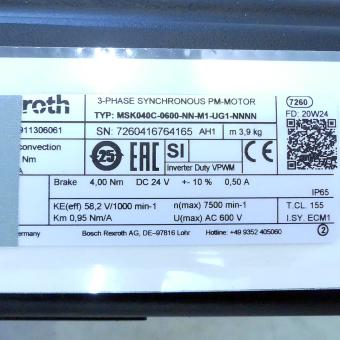 roth
3-PHASE SYNCHRONOUS PM-MOTOR
TYP: MSK040C-0600-NN-M1-UG1-NNNN
7260
FD: 20W24
911306061
SN: 7260416764165 AH1 m 3,9 kg
convection
Nm
A
25
EAC
SI
Inverter Duty VPWM
Brake 4,00 Nm DC 24 V +- 10 % 0,50 A
IP65
KE(eff) 58,2 V/1000 min-1 n(max) 7500 min-1 T.CL. 155
Km 0,95 Nm/A U(max) AC 600 V I.SY. ECM1
ermany Bosch Rexroth AG, DE-97816 Lohr Hotline: +49 9352 405060 2